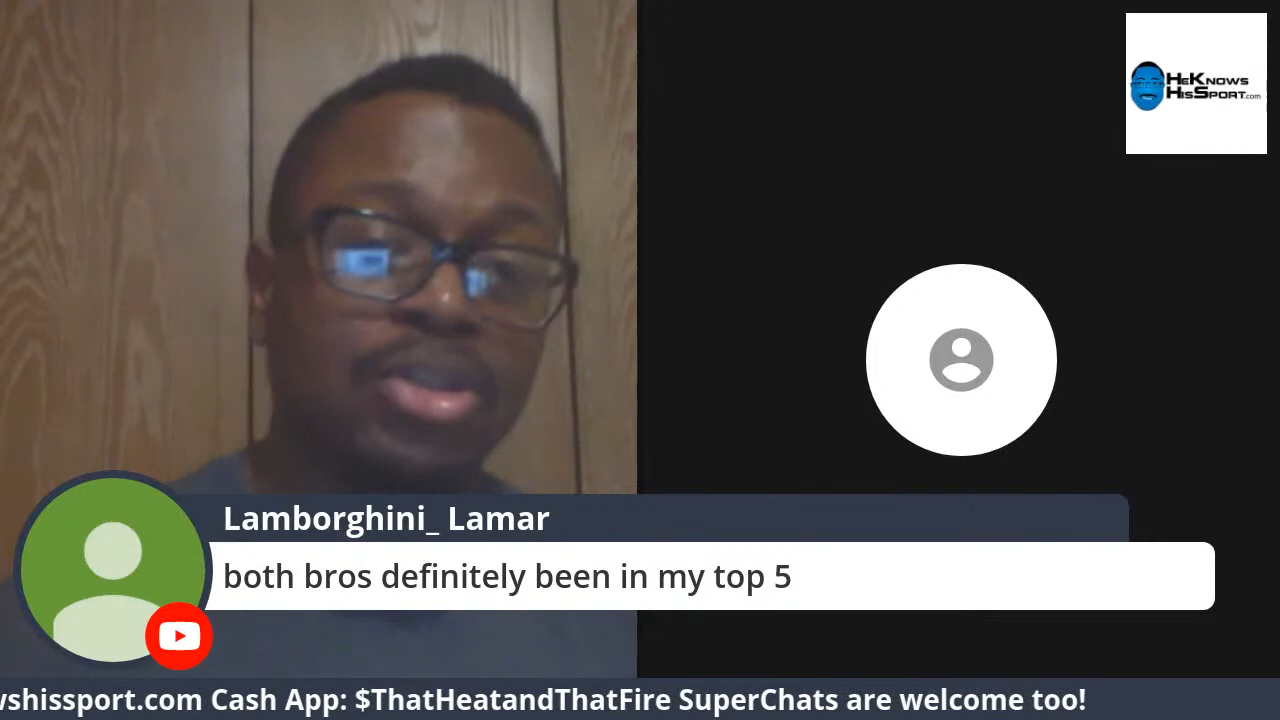 HEKNOWS
HISSPORT.com
Lamborghini_ Lamar
both bros definitely been in my top 5
wshissport.com Cash App: $ThatHeatandThatFire SuperChats are welcome too!